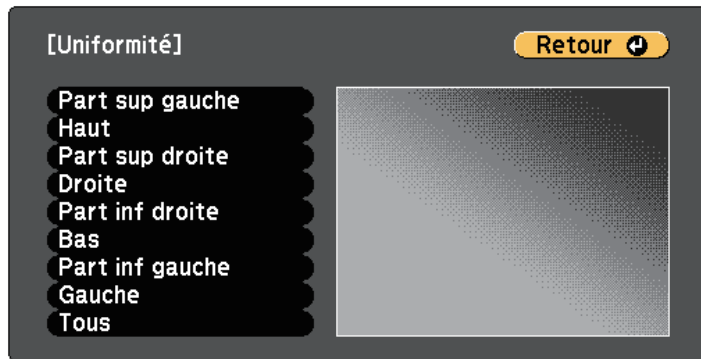 [Uniformité]
Retour
Part sup gauche
Haut
Part sup droite
Droite
Part inf droite
Bas
Part inf gauche
Gauche
Tous